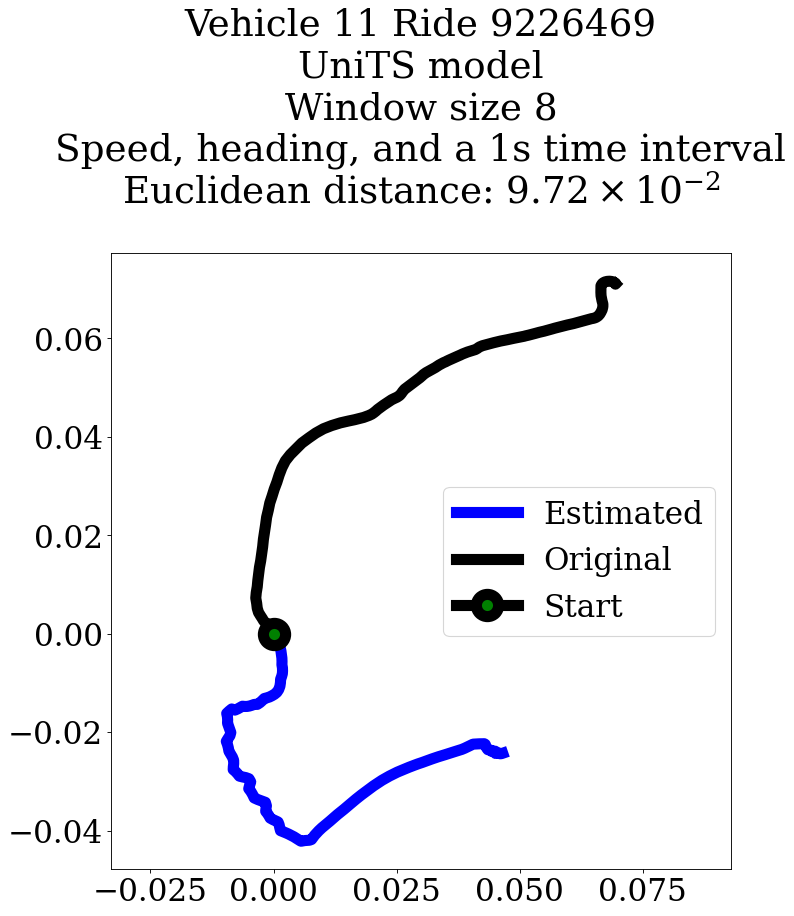 Vehicle 11 Ride 9226469
UniTS model
Window size 8
Speed, heading, and a 1s time interval
Euclidean distance: 9.72 × 10⁻²
0.06
0.04
0.02
0.00
−0.02
−0.04
Estimated
Original
Start
−0.025 0.000 0.025 0.050 0.075